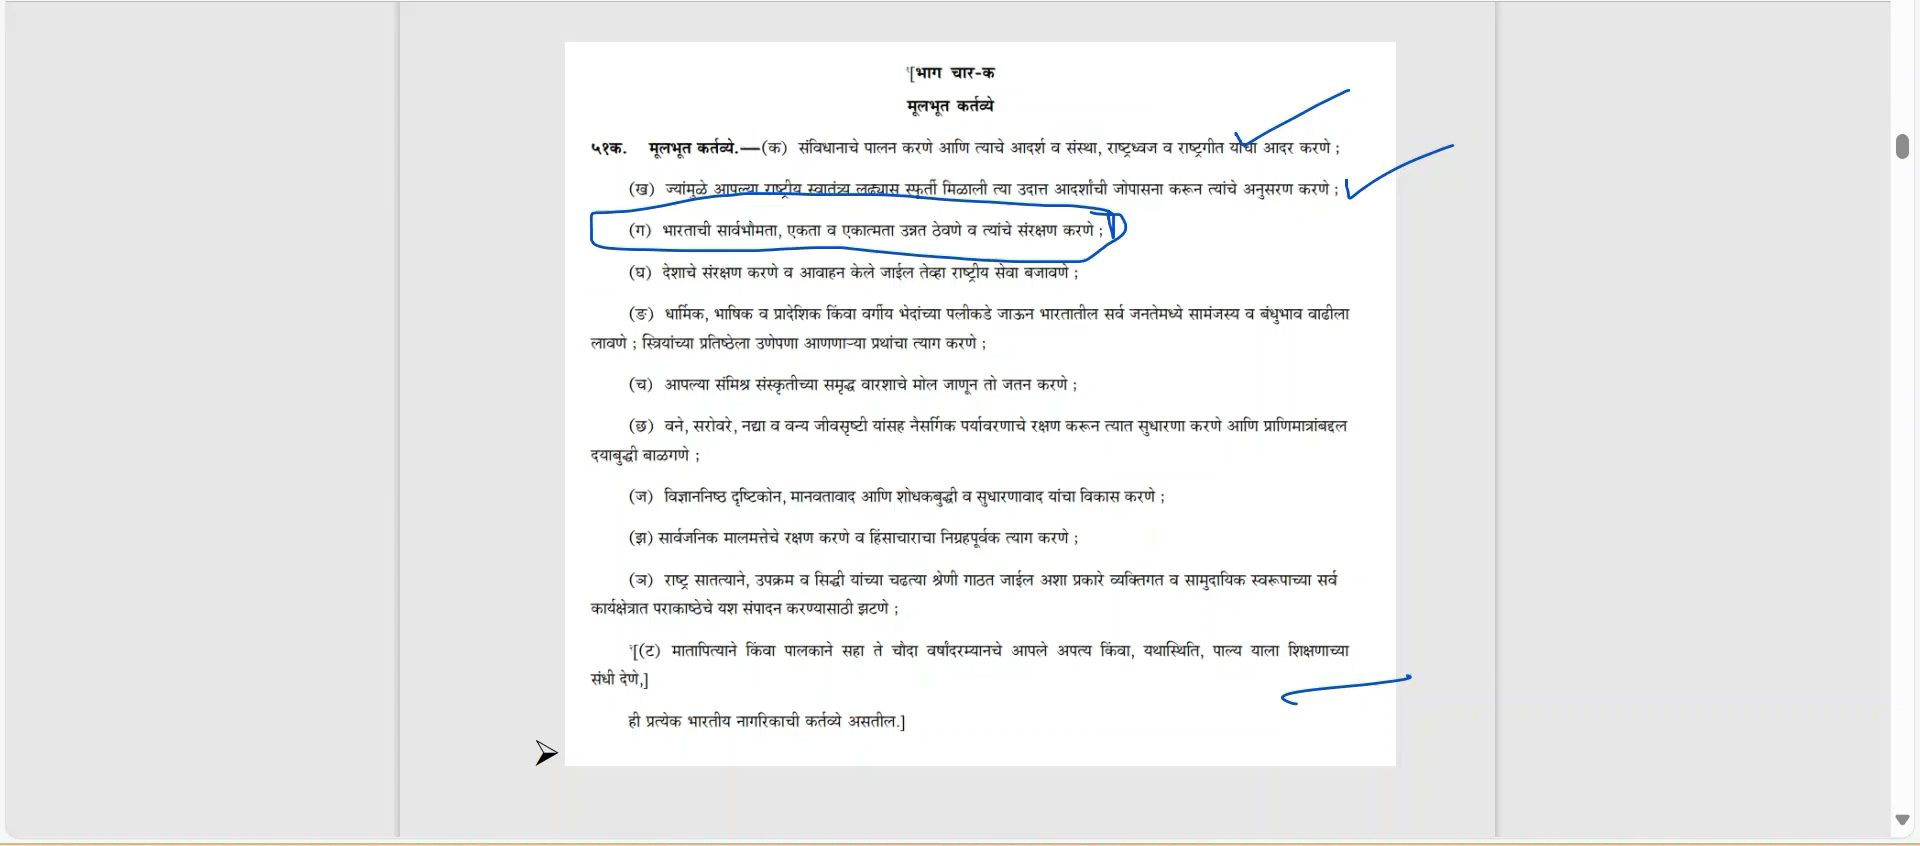 [भाग चार-क
मूलभूत कर्तव्ये
५१क. मूलभूत कर्तव्ये.—(क) संविधानाचे पालन करणे आणि त्याचे आदर्श व संस्था, राष्ट्रध्वज व राष्ट्रगीत यांचा आदर करणे ;
(ख) ज्यांमुळे आपल्या राष्ट्रीय स्वातंत्र्य लढ्यास स्फूर्ती मिळाली त्या उदात्त आदर्शांची जोपासना करून त्यांचे अनुसरण करणे ;
(ग) भारताची सार्वभौमता, एकता व एकात्मता उन्नत ठेवणे व त्यांचे संरक्षण करणे ;
(घ) देशाचे संरक्षण करणे व आवाहन केले जाईल तेव्हा राष्ट्रीय सेवा बजावणे ;
(ङ) धार्मिक, भाषिक व प्रादेशिक किंवा वर्गीय भेदांच्या पलीकडे जाऊन भारतातील सर्व जनतेमध्ये सामंजस्य व बंधुभाव वाढीला
लावणे ; स्त्रियांच्या प्रतिष्ठेला उणेपणा आणणाऱ्या प्रथांचा त्याग करणे ;
(च) आपल्या संमिश्र संस्कृतीच्या समृद्ध वारशाचे मोल जाणून तो जतन करणे ;
(छ) वने, सरोवरे, नद्या व वन्य जीवसृष्टी यांसह नैसर्गिक पर्यावरणाचे रक्षण करून त्यात सुधारणा करणे आणि प्राणिमात्रांबद्दल
दयाबुद्धी बाळगणे ;
(ज) विज्ञाननिष्ठ दृष्टिकोन, मानवतावाद आणि शोधकबुद्धी व सुधारणावाद यांचा विकास करणे ;
(झ) सार्वजनिक मालमत्तेचे रक्षण करणे व हिंसाचाराचा निग्रहपूर्वक त्याग करणे ;
(ञ) राष्ट्र सातत्याने, उपक्रम व सिद्धी यांच्या चढत्या श्रेणी गाठत जाईल अशा प्रकारे व्यक्तिगत व सामुदायिक स्वरूपाच्या सर्व
कार्यक्षेत्रात पराकाष्ठेचे यश संपादन करण्यासाठी झटणे ;
[(ट) मातापित्याने किंवा पालकाने सहा ते चौदा वर्षांदरम्यानचे आपले अपत्य किंवा, यथास्थिति, पाल्य याला शिक्षणाच्या
संधी देणे,]
ही प्रत्येक भारतीय नागरिकाची कर्तव्ये असतील.]